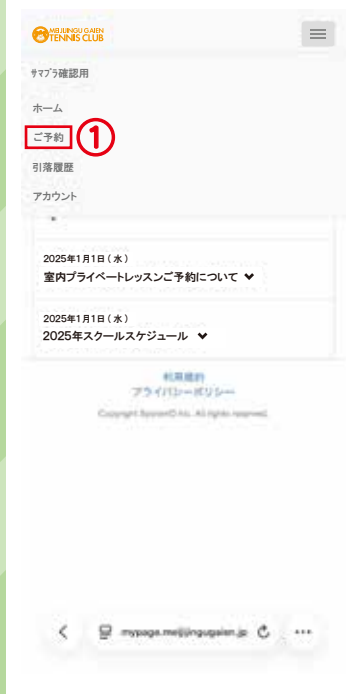 MEIJIJINGU GAIEN
TENNIS CLUB
サマプラ確認用
ホーム
ご予約 ①
引落履歴
アカウント
2025年1月1日(水)
室内プライベートレッスンご予約について
2025年1月1日(水)
2025年スクールスケジュール
利用規約
プライバシーポリシー
Copyright All rights reserved.
mypage.meijijingugaien.jp